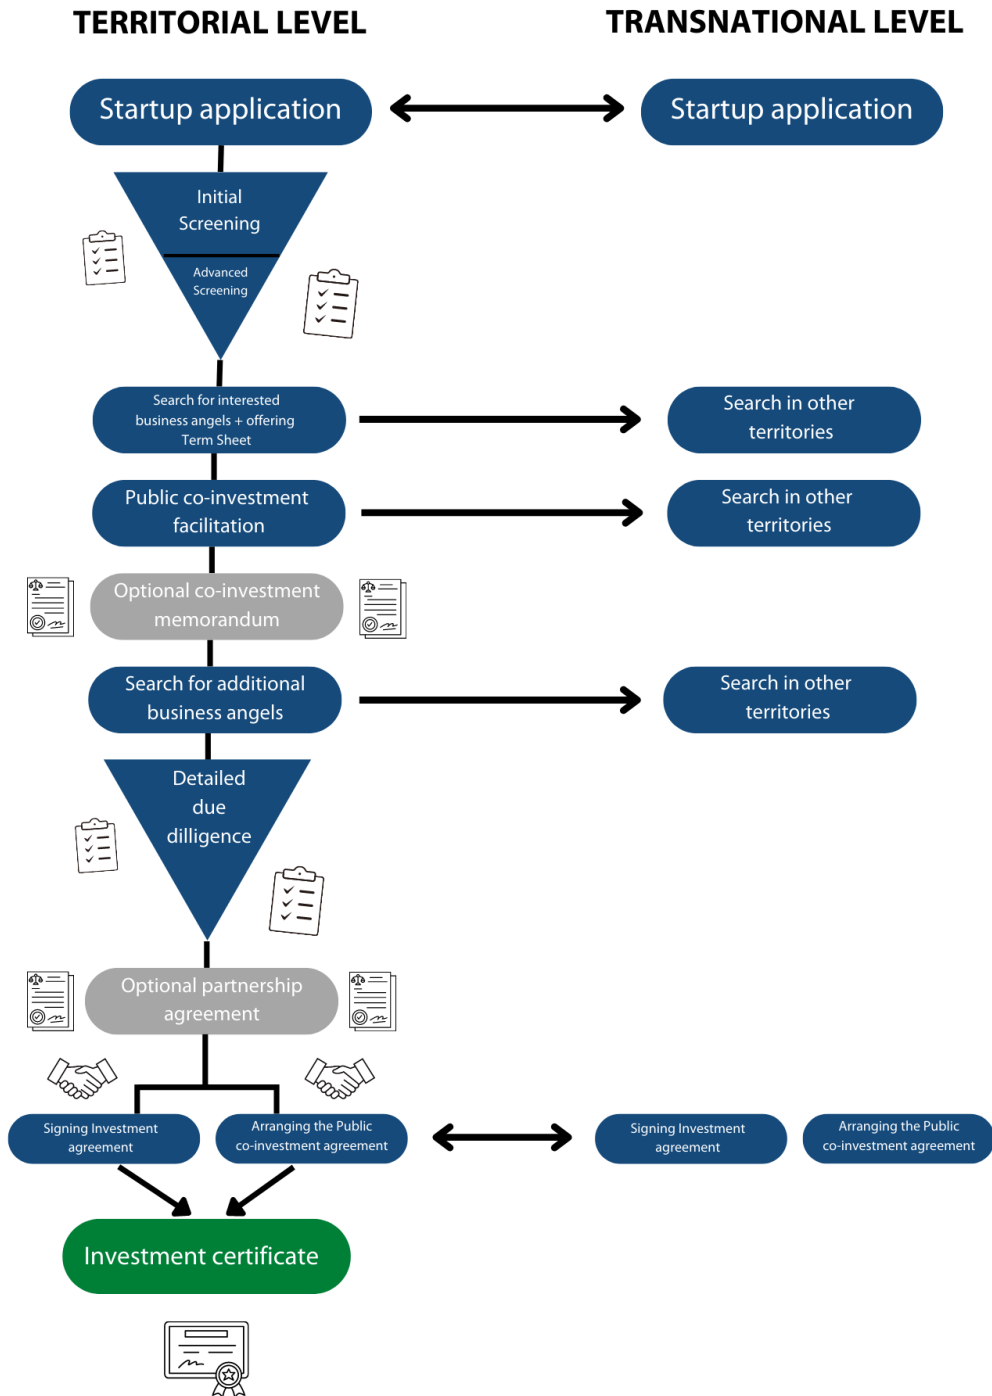 TERRITORIAL LEVEL
TRANSNATIONAL LEVEL
Startup application
Startup application
Initial
Screening
Advanced
Screening
Search for interested
business angels + offering
Term Sheet
Search in other
territories
Public co-investment
facilitation
Search in other
territories
Optional co-investment
memorandum
Search for additional
business angels
Search in other
territories
Detailed
due
dilligence
Optional partnership
agreement
Signing Investment
agreement
Arranging the Public
co-investment agreement
Signing Investment
agreement
Arranging the Public
co-investment agreement
Investment certificate